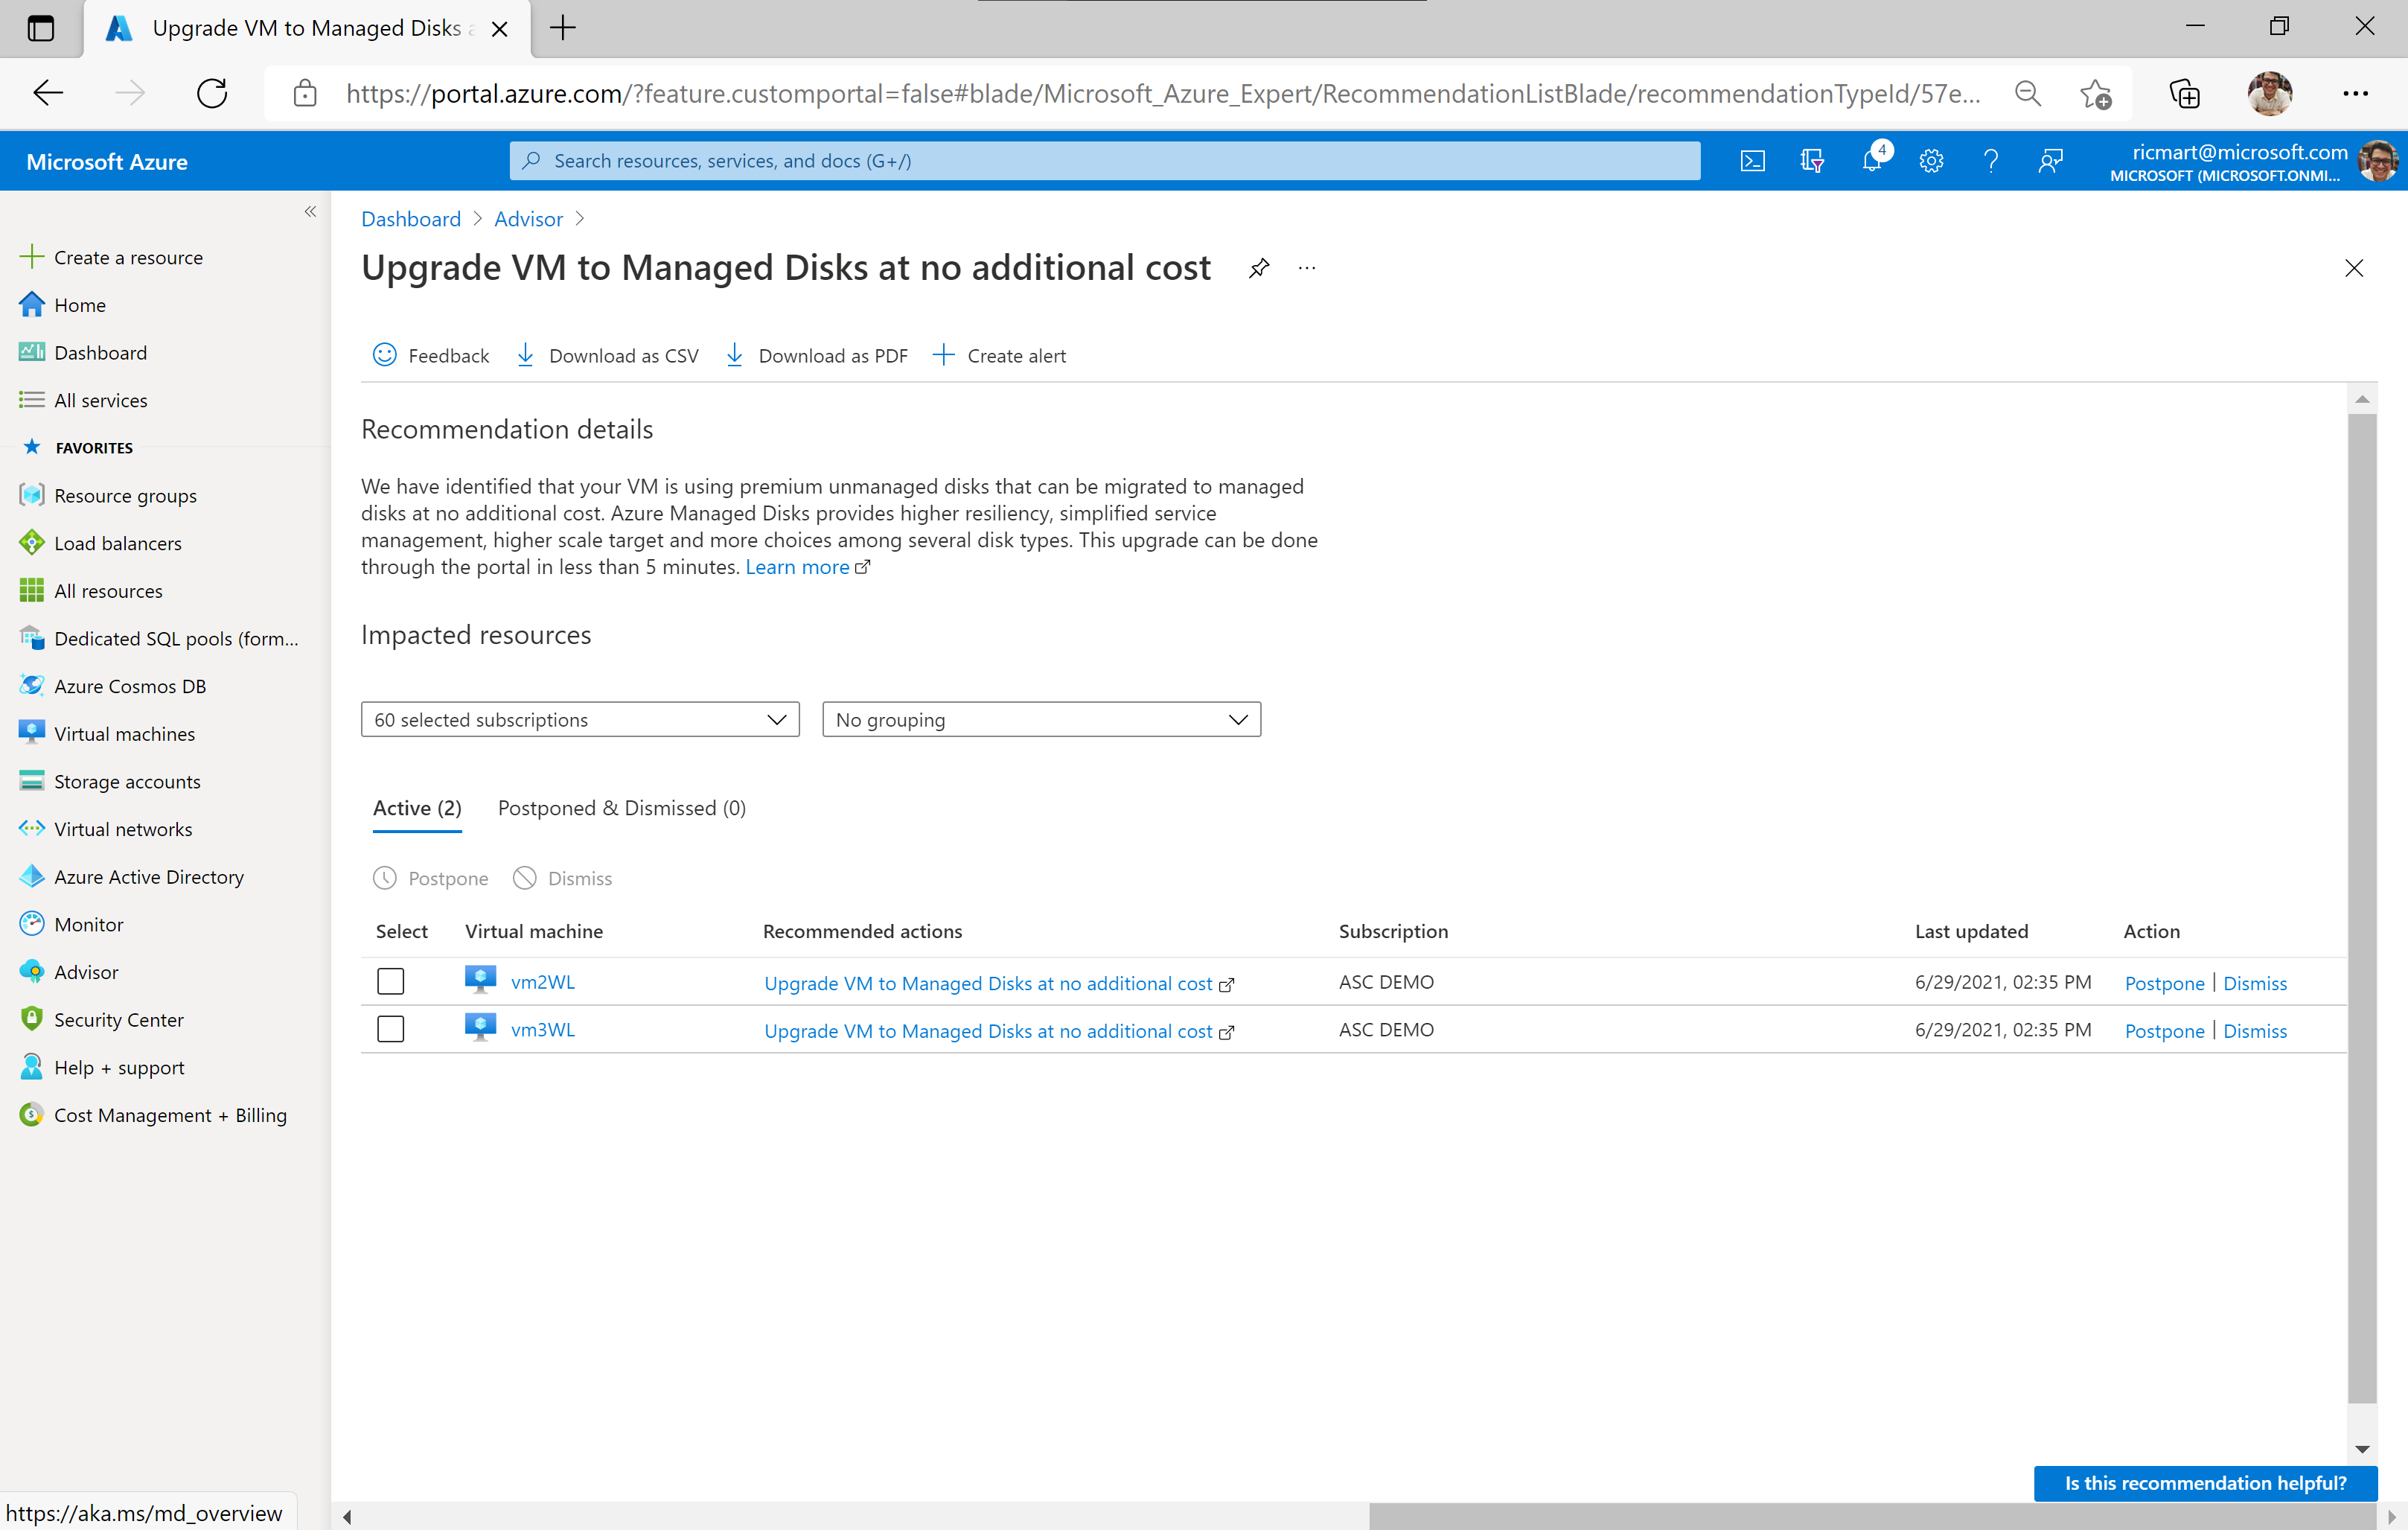 Upgrade VM to Managed Disks a
https://portal.azure.com/?feature.customportal=false#blade/Microsoft_Azure_Expert/RecommendationListBlade/recommendationTypeId/57e...
Microsoft Azure
Search resources, services, and docs (G+/)
4
ricmart@microsoft.com
MICROSOFT (MICROSOFT.ONMI...
Create a resource
Home
Dashboard
All services
FAVORITES
Resource groups
Load balancers
All resources
Dedicated SQL pools (form...
Azure Cosmos DB
Virtual machines
Storage accounts
Virtual networks
Azure Active Directory
Monitor
Advisor
Security Center
Help + support
Cost Management + Billing
https://aka.ms/md_overview
Dashboard > Advisor >
Upgrade VM to Managed Disks at no additional cost ...
Feedback Download as CSV Download as PDF Create alert
Recommendation details
We have identified that your VM is using premium unmanaged disks that can be migrated to managed
disks at no additional cost. Azure Managed Disks provides higher resiliency, simplified service
management, higher scale target and more choices among several disk types. This upgrade can be done
through the portal in less than 5 minutes. Learn more
Impacted resources
60 selected subscriptions No grouping
Active (2) Postponed & Dismissed (0)
Postpone Dismiss
Select Virtual machine Recommended actions Subscription Last updated Action
vm2WL Upgrade VM to Managed Disks at no additional cost ASC DEMO 6/29/2021, 02:35 PM Postpone | Dismiss
vm3WL Upgrade VM to Managed Disks at no additional cost ASC DEMO 6/29/2021, 02:35 PM Postpone | Dismiss
Is this recommendation helpful?